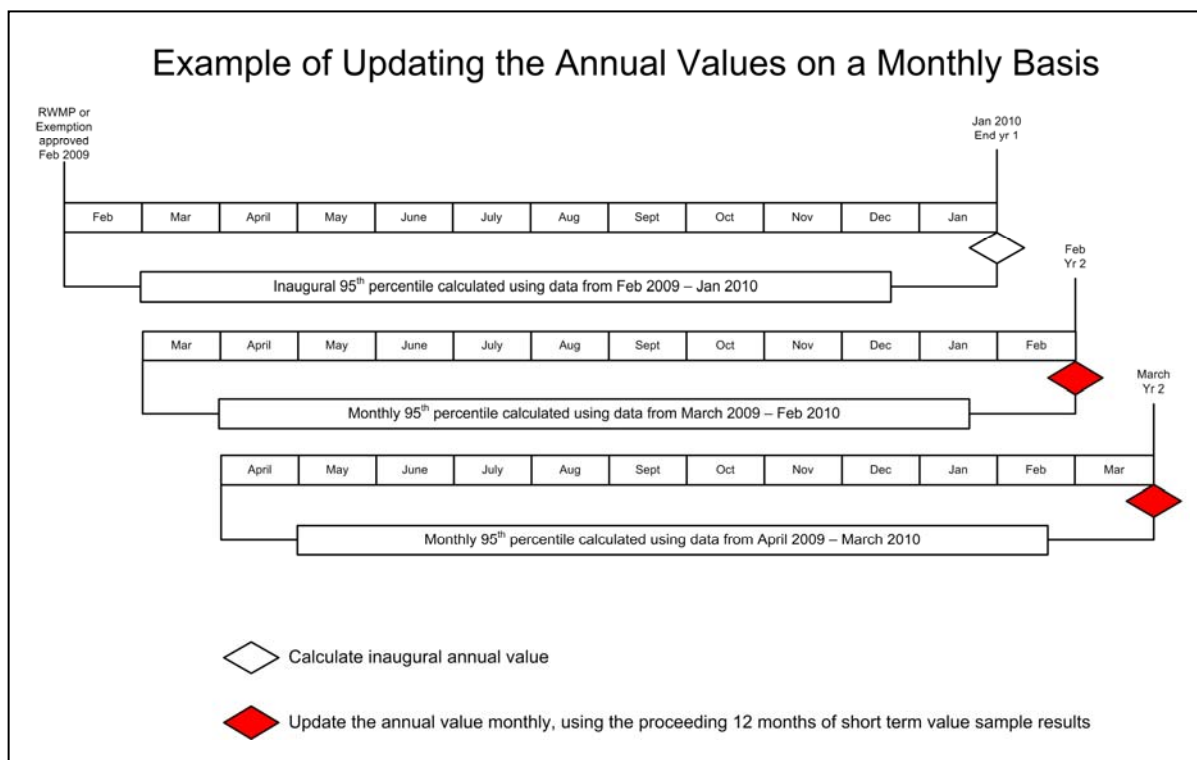 Example of Updating the Annual Values on a Monthly Basis
RWMP or
Exemption
approved
Feb 2009
Jan 2010
End yr 1
Feb Mar April May June July Aug Sept Oct Nov Dec Jan
Inaugural 95th percentile calculated using data from Feb 2009 – Jan 2010
Feb
Yr 2
Mar April May June July Aug Sept Oct Nov Dec Jan Feb
Monthly 95th percentile calculated using data from March 2009 – Feb 2010
March
Yr 2
April May June July Aug Sept Oct Nov Dec Jan Feb Mar
Monthly 95th percentile calculated using data from April 2009 – March 2010
Calculate inaugural annual value
Update the annual value monthly, using the proceeding 12 months of short term value sample results